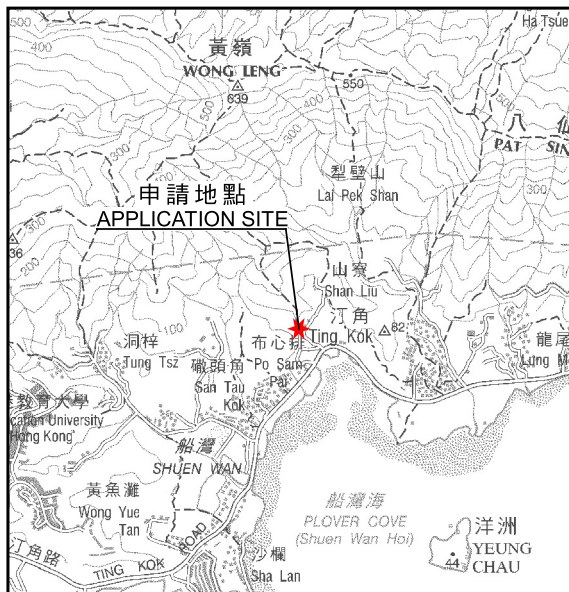 500
400
黃嶺
WONG LENG
639
500
400
550
Ha Tsue
八 仙
PAT SIN
300
犁壁山
Lai Pek Shan
申請地點
APPLICATION SITE
300
200
36
300
200
100
山寮
Shan Liu
汀角
Ting Kok
82
洞梓
Tung Tsz
布心排
Po Sam
Pai
磡頭角
San Tau
Kok
龍尾
Lung M
教育大學
cation University
Hong Kong
船灣
SHUEN WAN
黃魚灘
Wong Yue
Tan
船灣海
PLOVER COVE
(Shuen Wan Hoi)
洋洲
YEUNG
CHAU
44
汀角路
TING KOK ROAD
沙欄
Sha Lan